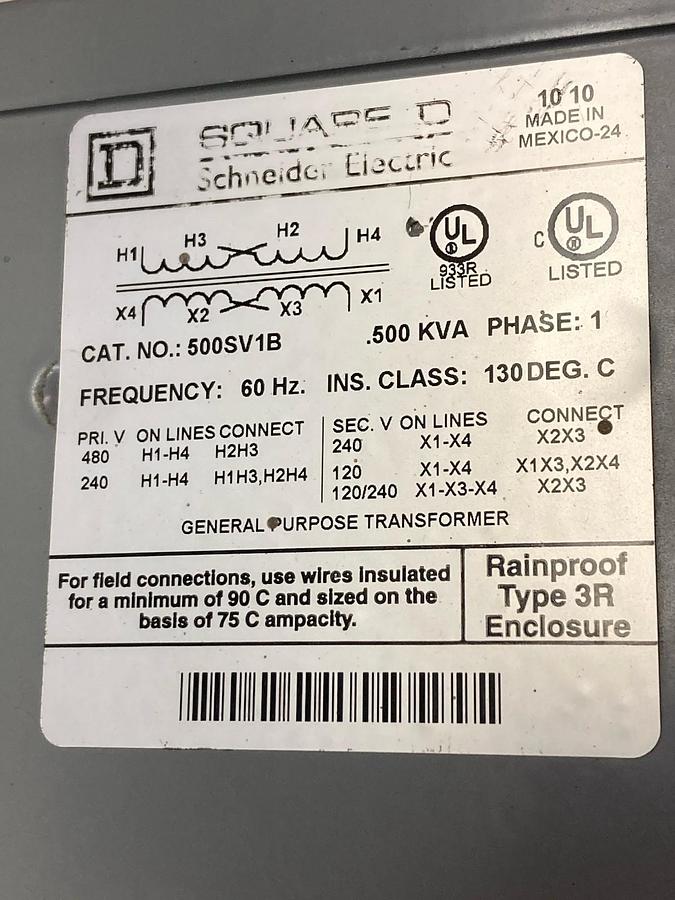 SQUARE D
Schneider Electric
10 10
MADE IN
MEXICO-24
H1 H3 H2 H4
X4 X2 X3 X1
UL
933R
LISTED
C UL
LISTED
CAT. NO.: 500SV1B .500 KVA PHASE: 1
FREQUENCY: 60 Hz. INS. CLASS: 130 DEG. C
PRI. V ON LINES CONNECT
480 H1-H4 H2H3
240 H1-H4 H1H3,H2H4
SEC. V ON LINES CONNECT
240 X1-X4 X2X3
120 X1-X4 X1X3,X2X4
120/240 X1-X3-X4 X2X3
GENERAL PURPOSE TRANSFORMER
For field connections, use wires insulated
for a minimum of 90 C and sized on the
basis of 75 C ampacity.
Rainproof
Type 3R
Enclosure